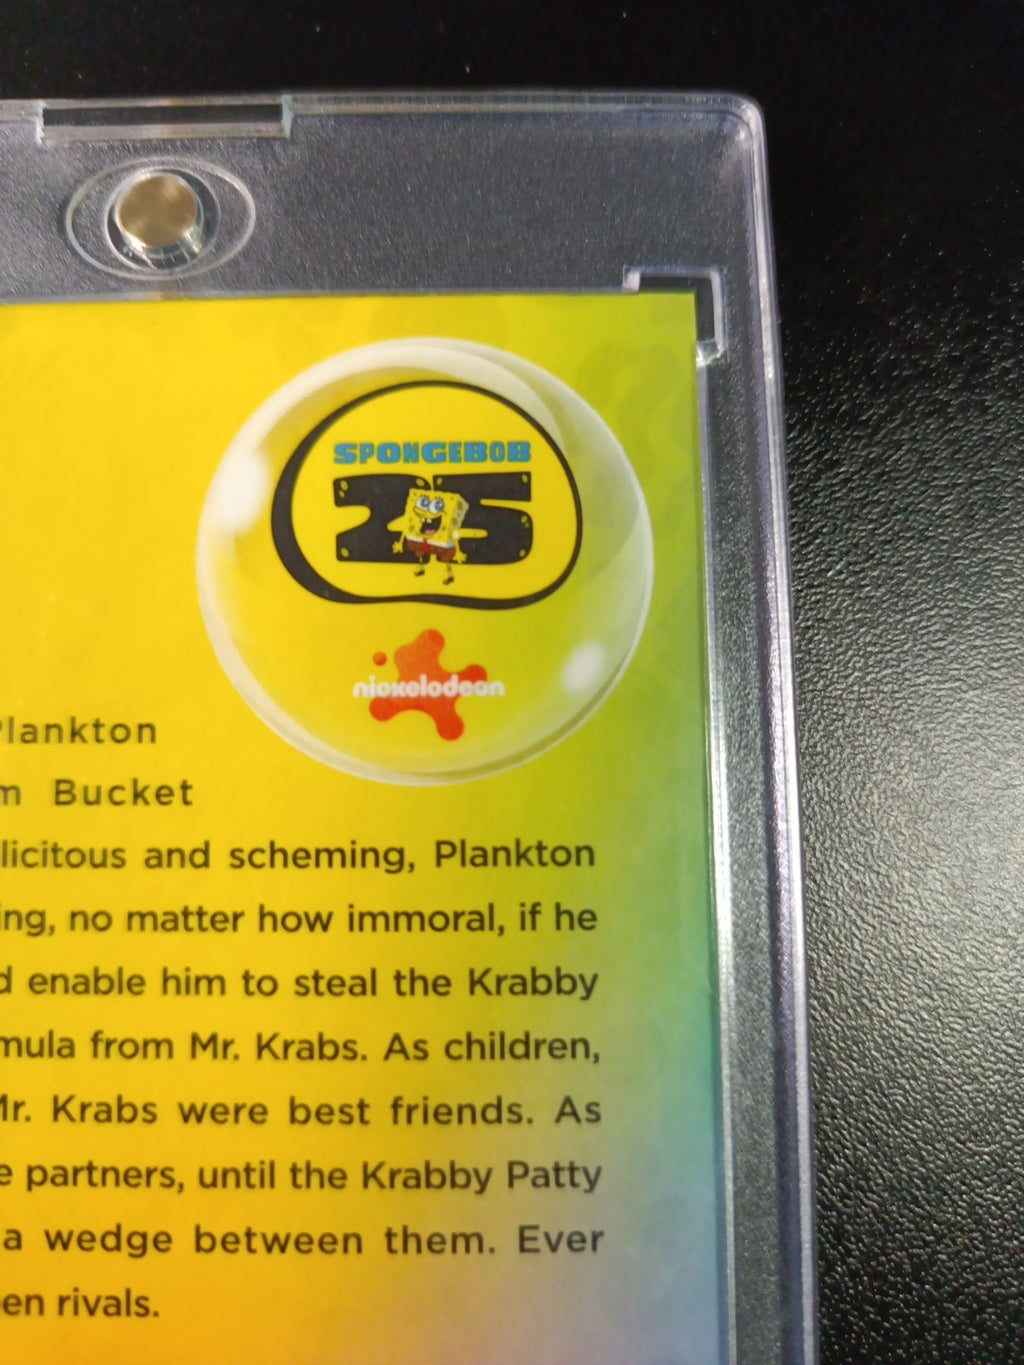 SPONGEBOB
25
nickelodeon
Plankton
m Bucket
licitous and scheming, Plankton
ing, no matter how immoral, if he
d enable him to steal the Krabby
mula from Mr. Krabs. As children,
Mr. Krabs were best friends. As
e partners, until the Krabby Patty
a wedge between them. Ever
en rivals.